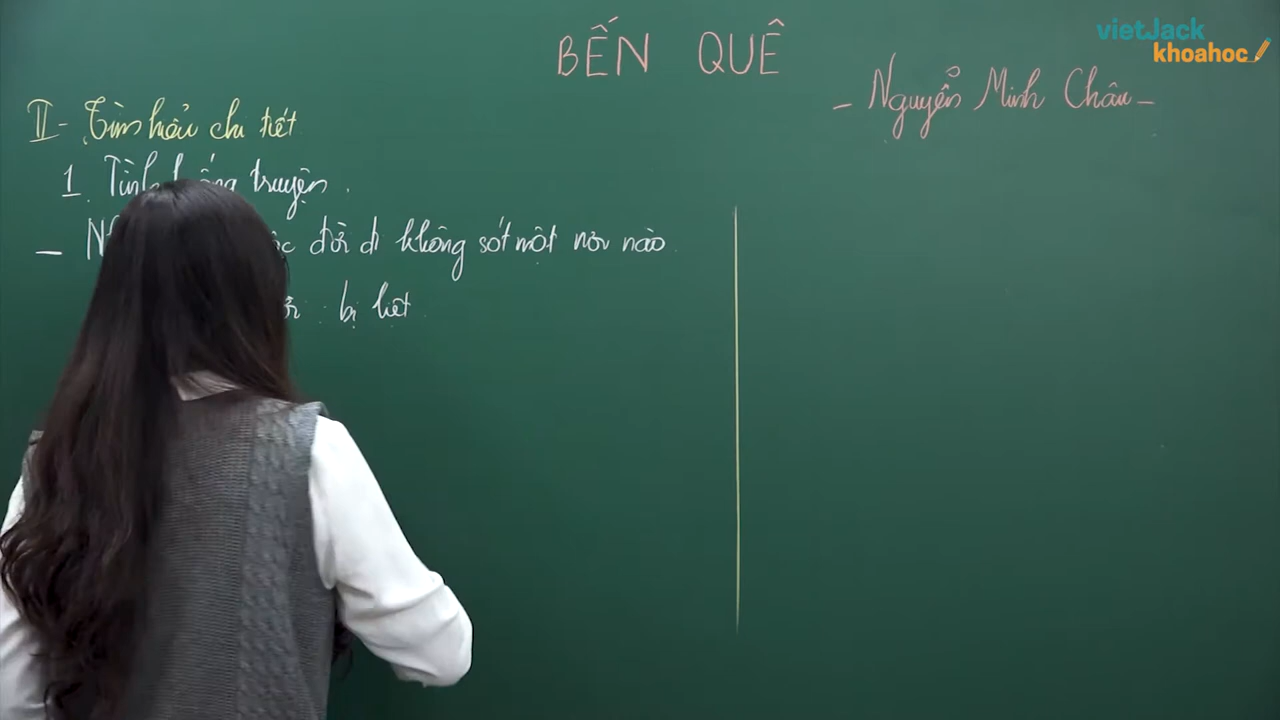 BẾN QUÊ
vietJack
khoahoc
- Nguyễn Minh Châu -
II - Tìm hiểu chi tiết
1. Tình truyện.
- đời đi không sót một nơi nào
: bị liệt